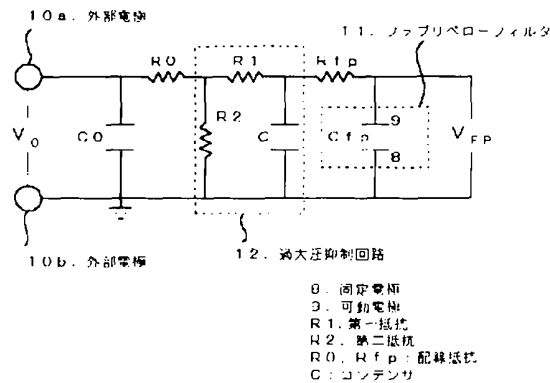 10a. 外部電極
11. ファブリペローフィルタ
R0
R1
Rfp
R2
V0
C0
C
Cfp
9
8
VFP
10b. 外部電極
12. 過大圧抑制回路
8. 固定電極
9. 可動電極
R1. 第一抵抗
R2. 第二抵抗
R0, Rfp: 配線抵抗
C: コンデンサ